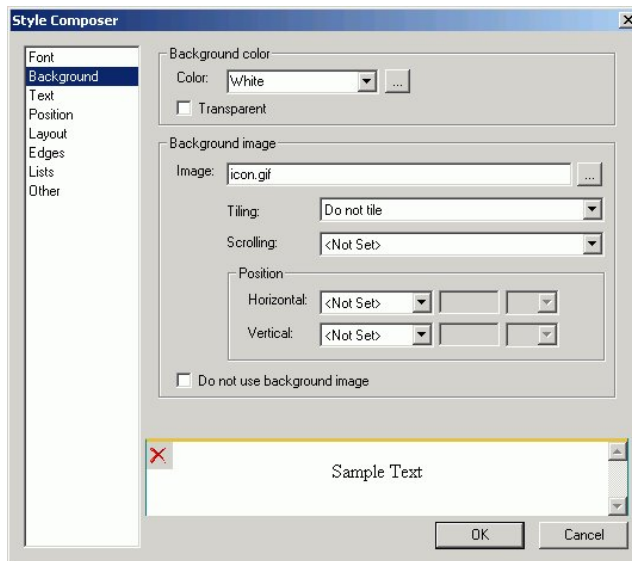 Style Composer
Font
Background
Text
Position
Layout
Edges
Lists
Other
Background color
Color: White ...
Transparent
Background image
Image: icon.gif ...
Tiling: Do not tile
Scrolling: <Not Set>
Position
Horizontal: <Not Set>
Vertical: <Not Set>
Do not use background image
Sample Text
OK Cancel